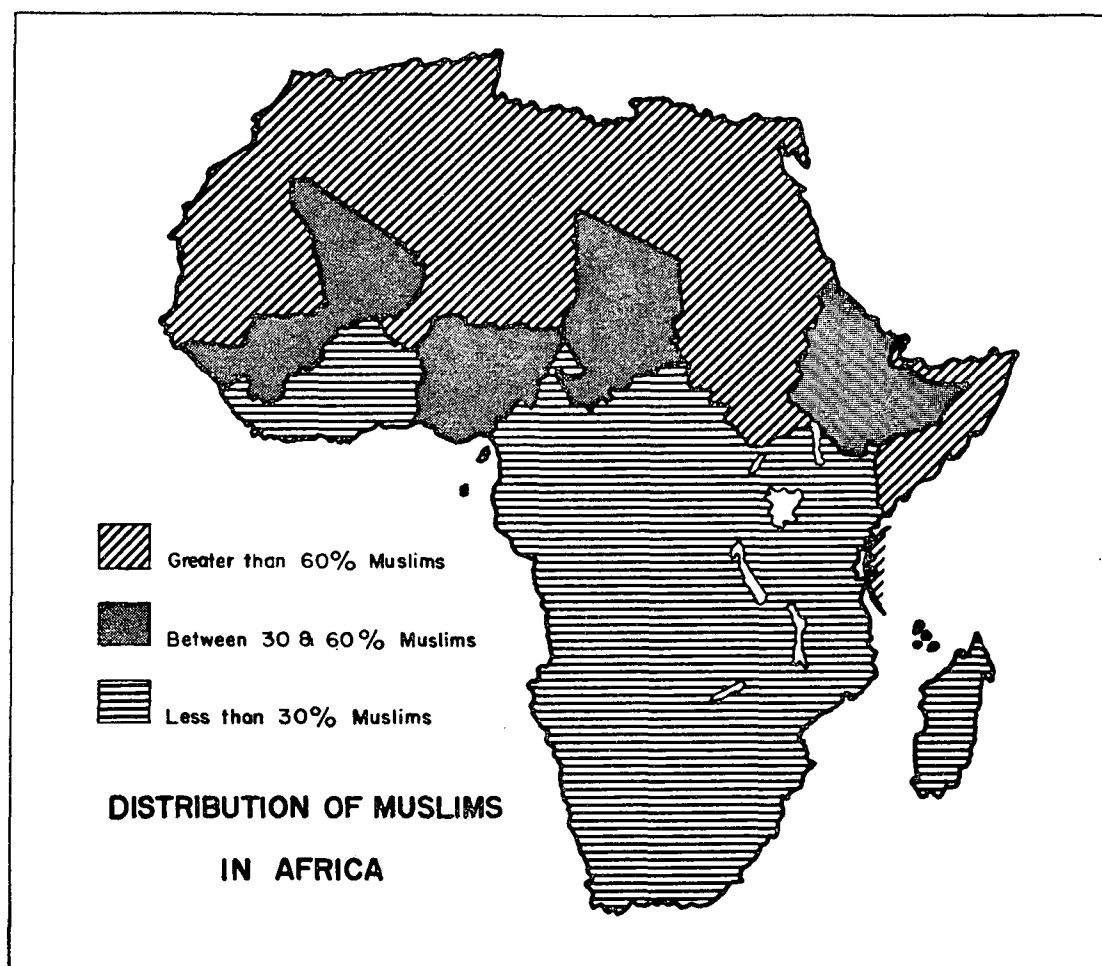 Greater than 60% Muslims
Between 30 & 60% Muslims
Less than 30% Muslims
DISTRIBUTION OF MUSLIMS
IN AFRICA